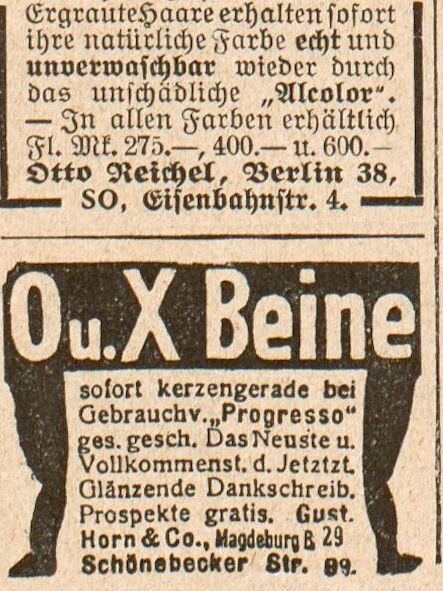 Ergraute Haare erhalten sofort
ihre natürliche Farbe echt und
unverwaschbar wieder durch
das unschädliche „Alcolor“.
— In allen Farben erhältlich
Fl. Mk. 275.—, 400.— u. 600.—
Otto Reichel, Berlin 38,
SO, Eisenbahnstr. 4.
O u. X Beine
sofort kerzengerade bei
Gebrauch v. „Progresso“
ges. gesch. Das Neuste u.
Vollkommenst. d. Jetztzt.
Glänzende Dankschreib.
Prospekte gratis. Gust.
Horn & Co., Magdeburg B 29
Schönebecker Str. 99.